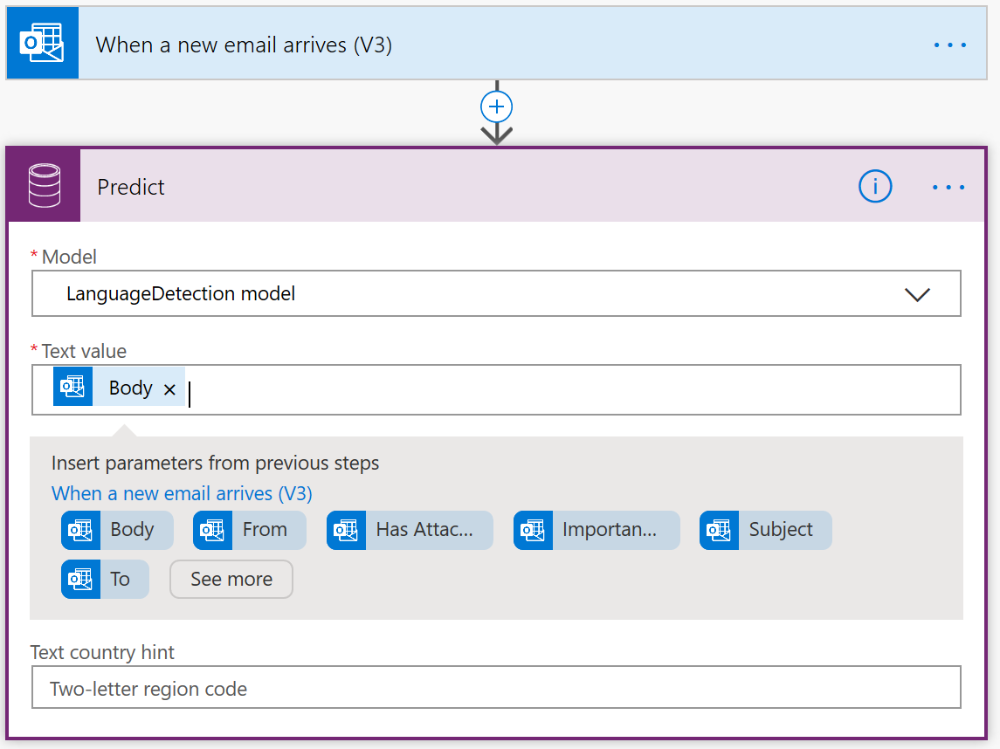 When a new email arrives (V3)
Predict
* Model
LanguageDetection model
* Text value
Body
Insert parameters from previous steps
When a new email arrives (V3)
Body From Has Attac... Importan... Subject
To See more
Text country hint
Two-letter region code